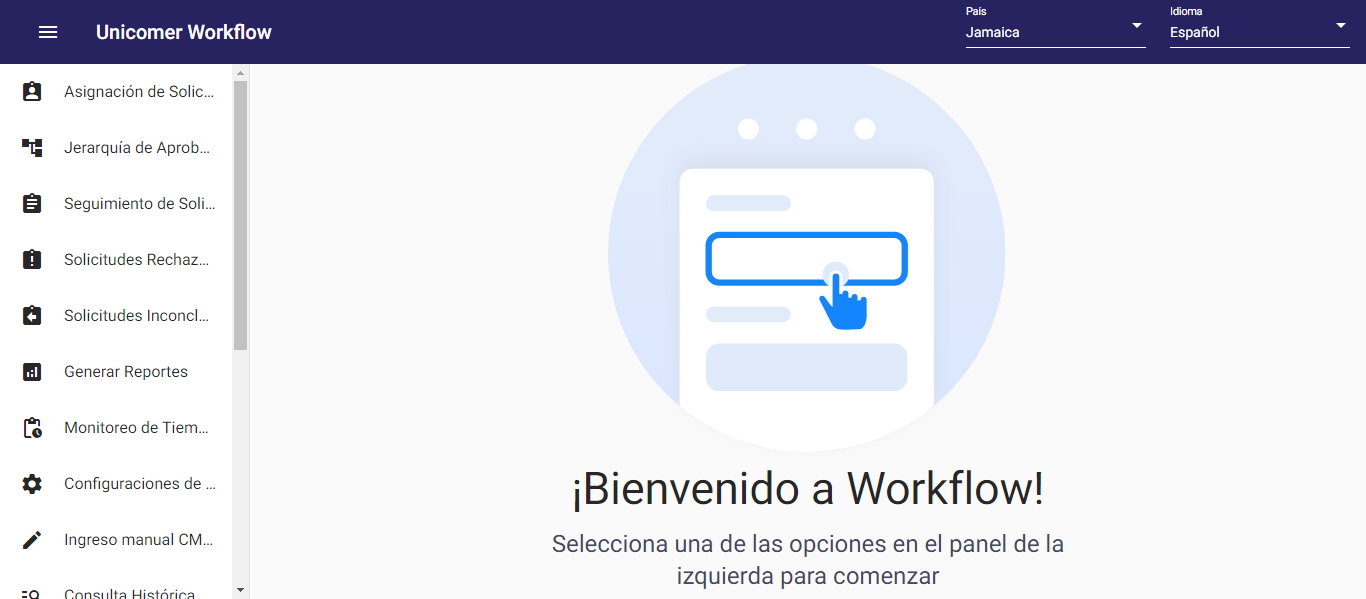 Unicomer Workflow
País
Jamaica
Idioma
Español
Asignación de Solic...
Jerarquía de Aprob...
Seguimiento de Soli...
Solicitudes Rechaz...
Solicitudes Inconcl...
Generar Reportes
Monitoreo de Tiem...
Configuraciones de ...
Ingreso manual CM...
Consulta Histórica
¡Bienvenido a Workflow!
Selecciona una de las opciones en el panel de la
izquierda para comenzar